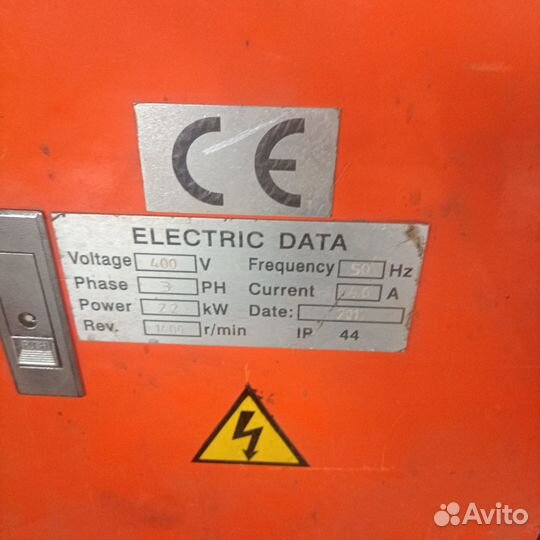 CE
ELECTRIC DATA
Voltage 400 V Frequency 50 Hz
Phase 3 PH Current A
Power kW Date:
Rev. 1400 r/min IP 44
Avito